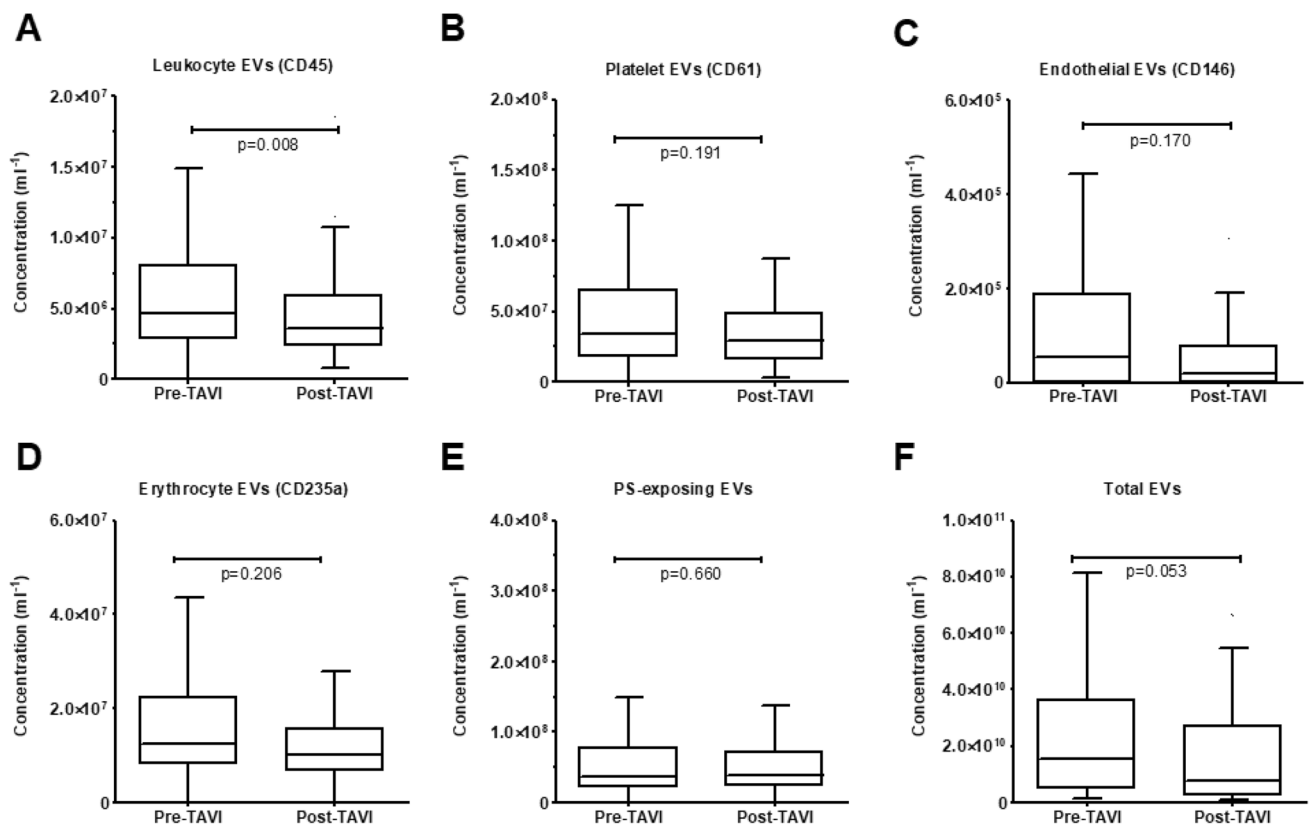 A
Leukocyte EVs (CD45)
Concentration (ml⁻¹)
2.0×10⁷
1.5×10⁷
1.0×10⁷
5.0×10⁶
0
p=0.008
Pre-TAVI
Post-TAVI
B
Platelet EVs (CD61)
Concentration (ml⁻¹)
2.0×10⁸
1.5×10⁸
1.0×10⁸
5.0×10⁷
0
p=0.191
Pre-TAVI
Post-TAVI
C
Endothelial EVs (CD146)
Concentration (ml⁻¹)
6.0×10⁵
4.0×10⁵
2.0×10⁵
0
p=0.170
Pre-TAVI
Post-TAVI
D
Erythrocyte EVs (CD235a)
Concentration (ml⁻¹)
6.0×10⁷
4.0×10⁷
2.0×10⁷
0
p=0.206
Pre-TAVI
Post-TAVI
E
PS-exposing EVs
Concentration (ml⁻¹)
4.0×10⁸
3.0×10⁸
2.0×10⁸
1.0×10⁸
0
p=0.660
Pre-TAVI
Post-TAVI
F
Total EVs
Concentration (ml⁻¹)
1.0×10¹¹
8.0×10¹⁰
6.0×10¹⁰
4.0×10¹⁰
2.0×10¹⁰
0
p=0.053
Pre-TAVI
Post-TAVI